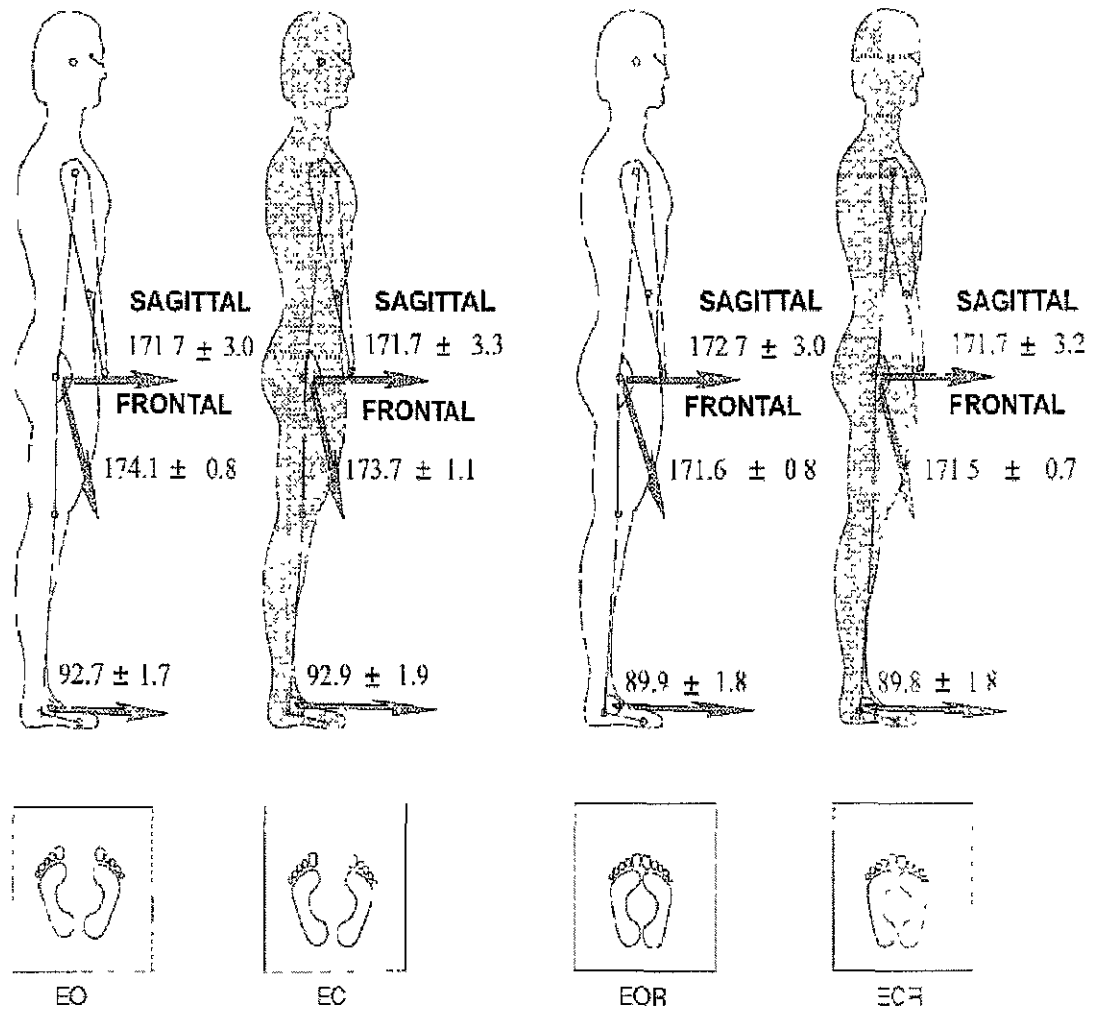 SAGITTAL SAGITTAL SAGITTAL SAGITTAL
171 7 ± 3.0 171.7 ± 3.3 172 7 ± 3.0 171.7 ± 3.2
FRONTAL FRONTAL FRONTAL FRONTAL
174.1 ± 0.8 173.7 ± 1.1 171.6 ± 0 8 171 5 ± 0.7
92.7 ± 1.7 92.9 ± 1.9 89.9 ± 1.8 89.8 ± 1 8
EO EC EOR ECR